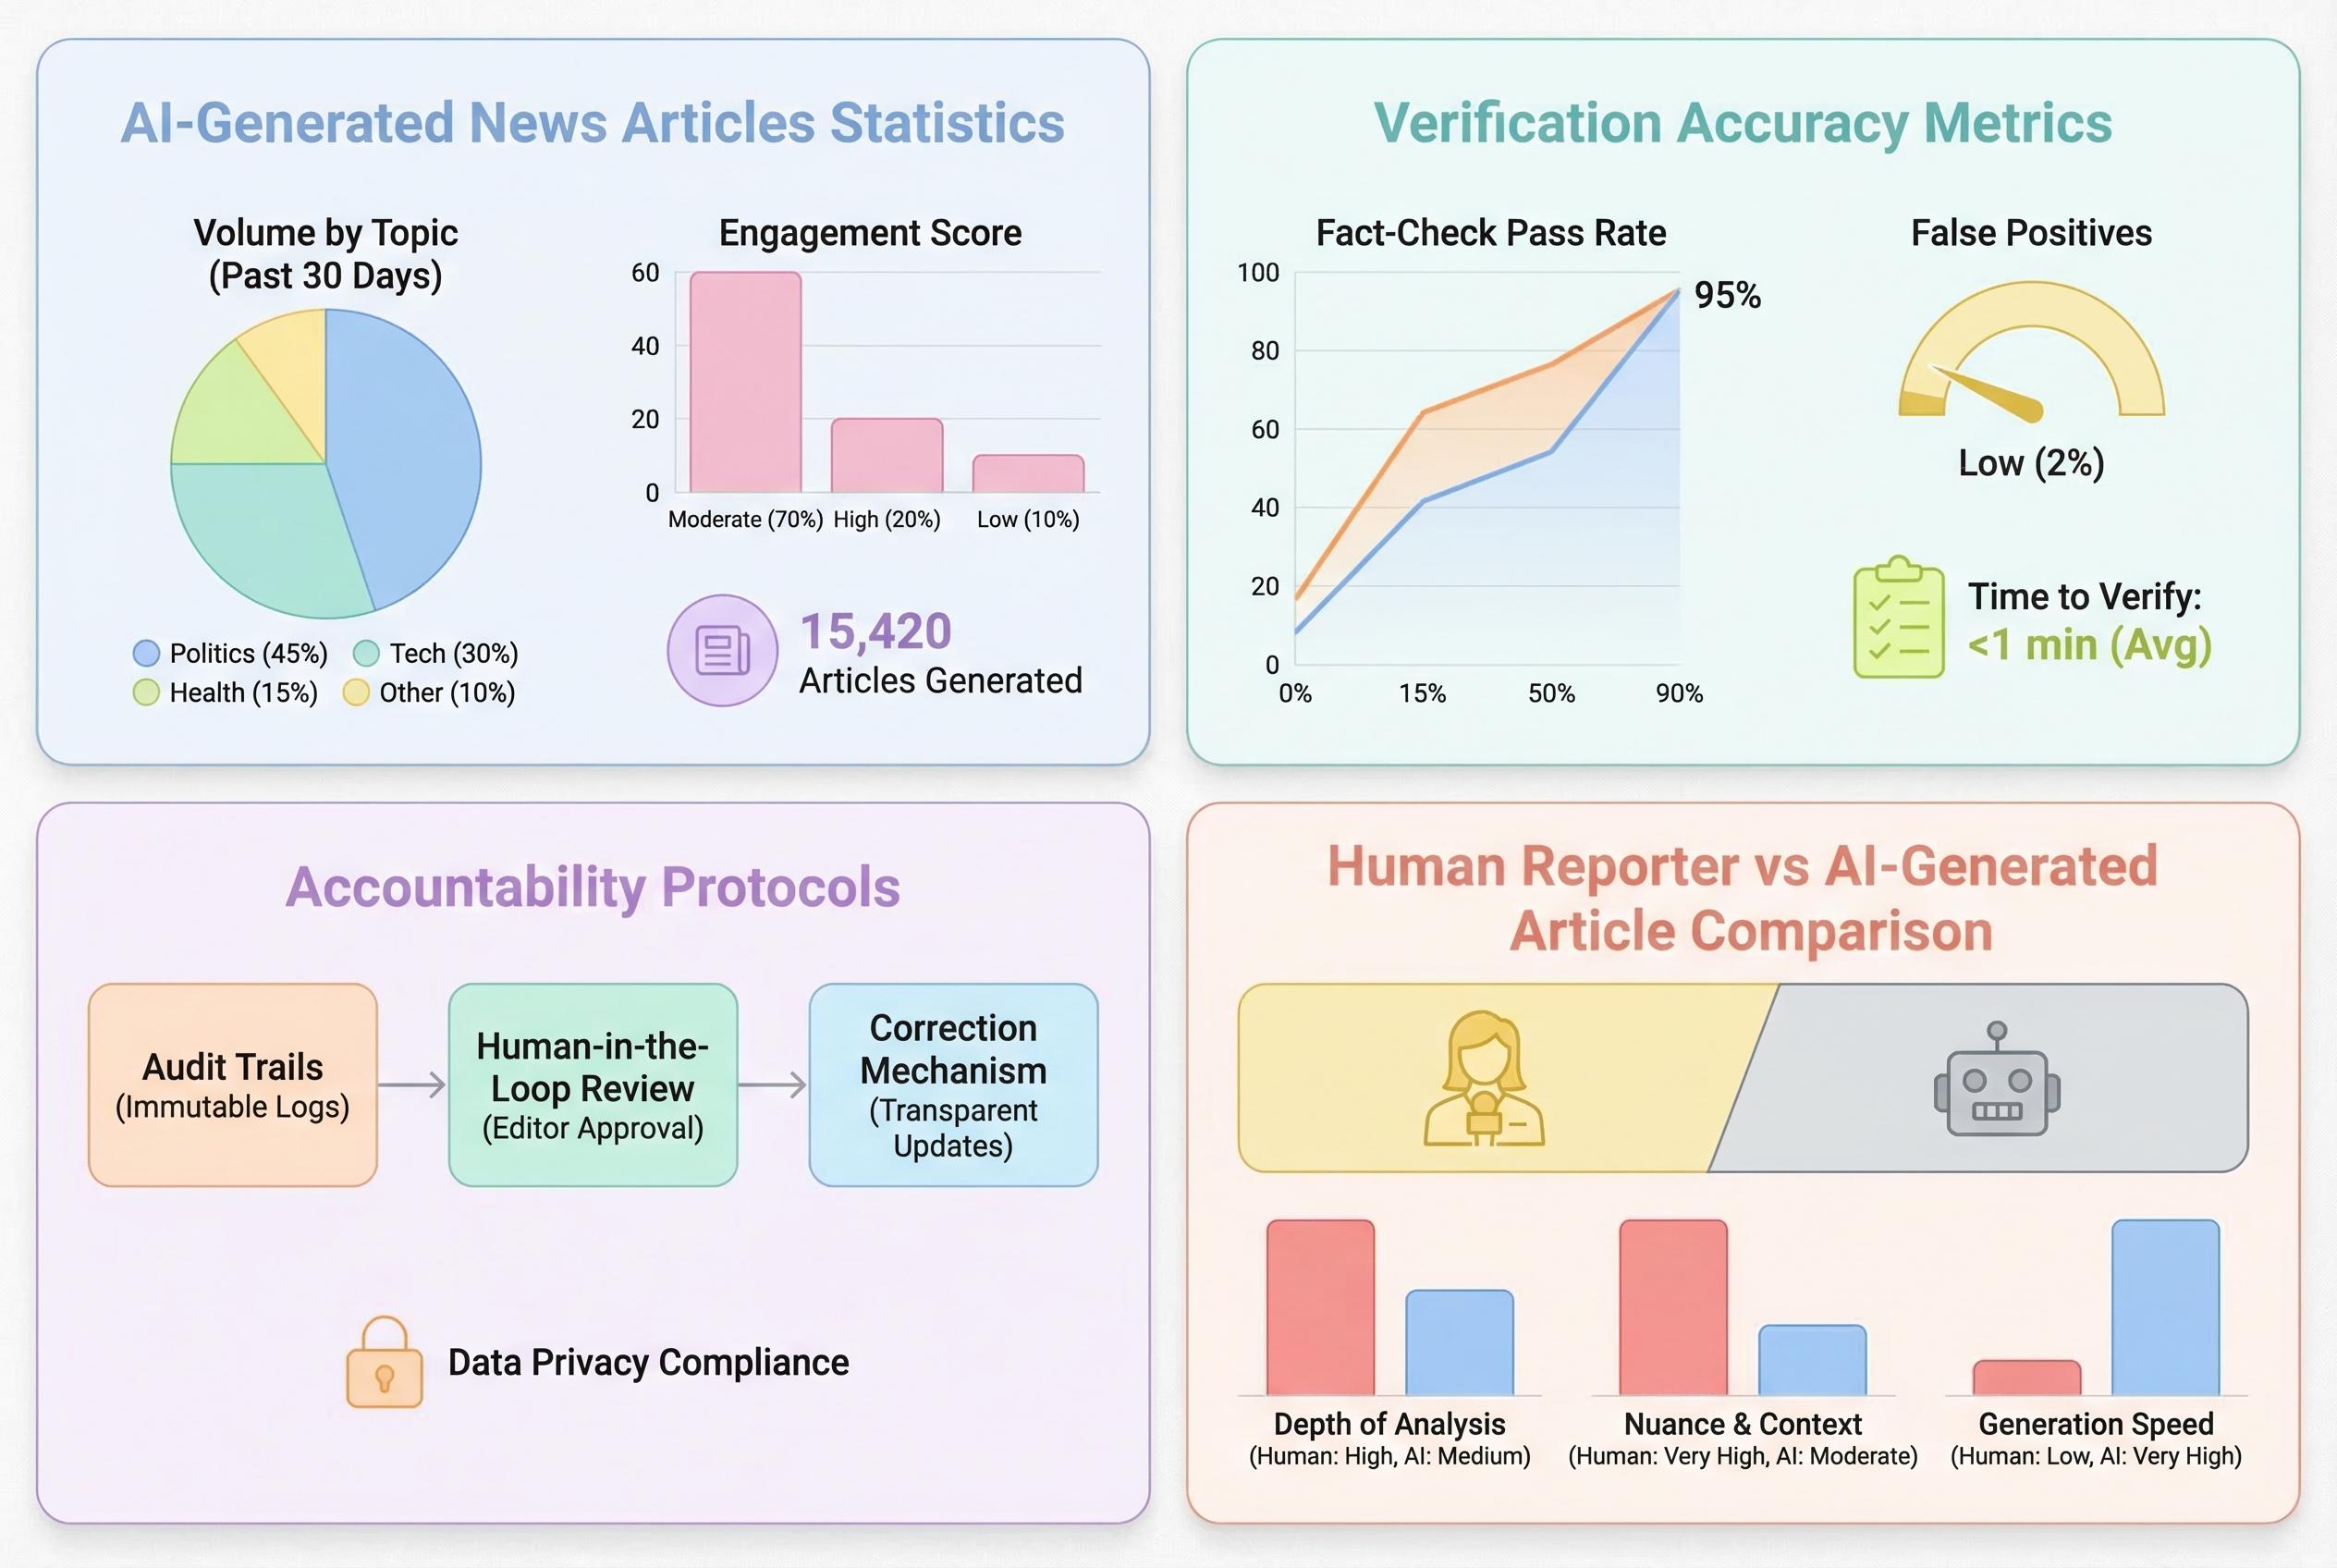 AI-Generated News Articles Statistics
Volume by Topic
(Past 30 Days)
Politics (45%)
Tech (30%)
Health (15%)
Other (10%)
Engagement Score
60
40
20
0
Moderate (70%)
High (20%)
Low (10%)
15,420
Articles Generated
Verification Accuracy Metrics
Fact-Check Pass Rate
100
80
60
40
20
0
0%
15%
50%
90%
95%
False Positives
Low (2%)
Time to Verify:
<1 min (Avg)
Accountability Protocols
Audit Trails
(Immutable Logs)
Human-in-the-
Loop Review
(Editor Approval)
Correction
Mechanism
(Transparent
Updates)
Data Privacy Compliance
Human Reporter vs AI-Generated
Article Comparison
Depth of Analysis
(Human: High, AI: Medium)
Nuance & Context
(Human: Very High, AI: Moderate)
Generation Speed
(Human: Low, AI: Very High)